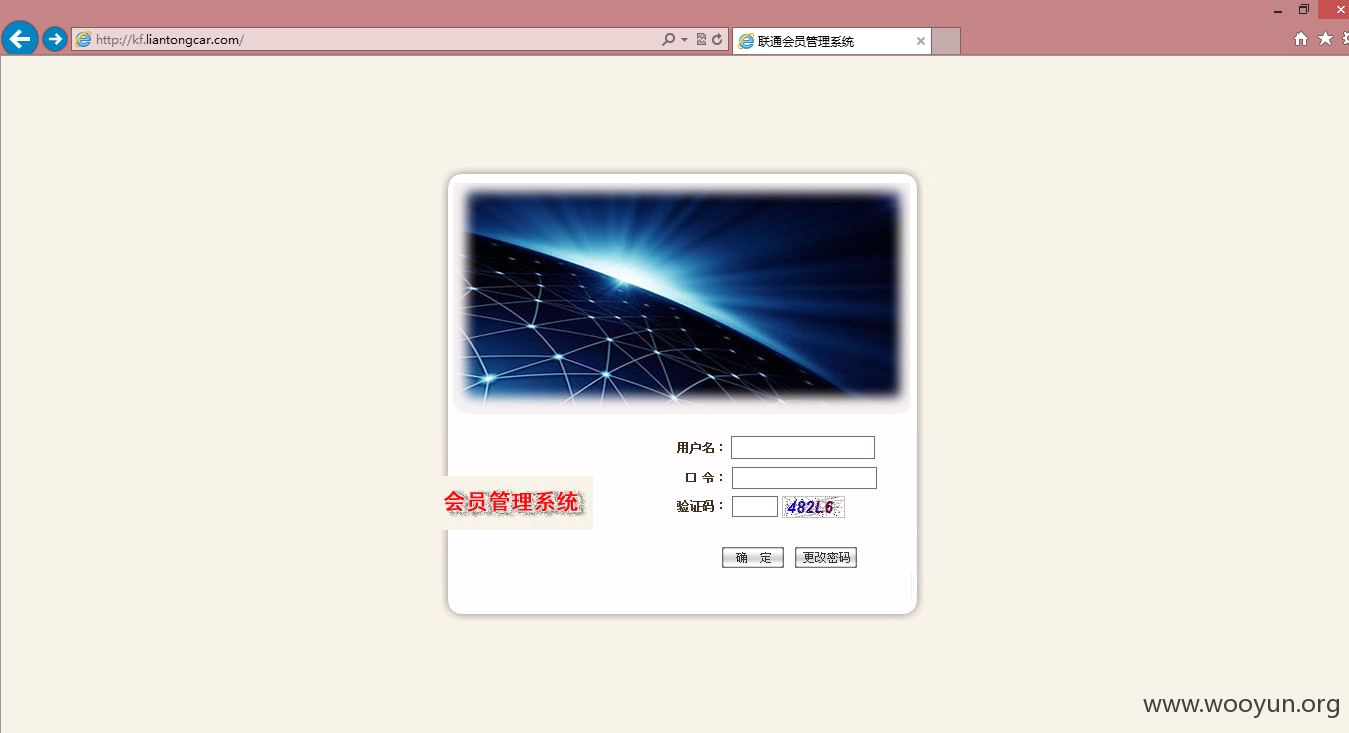 http://kf.liantongcar.com/
联通会员管理系统
用户名：
口 令：
会员管理系统
验证码：
482L6
确 定
更改密码
www.wooyun.org